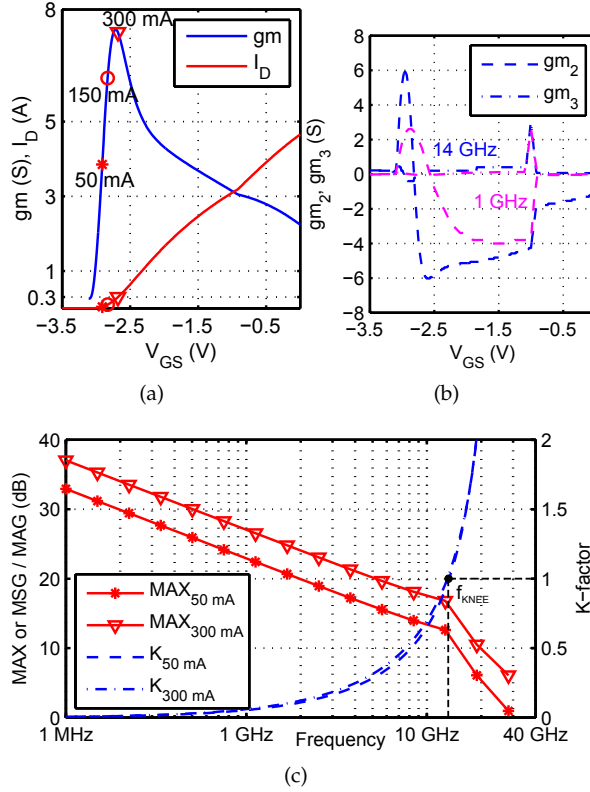 8
5
3
1
0.3
gm (S), I_D (A)
300 mA
150 mA
50 mA
gm
I_D
−3.5 −2.5 −1.5 −0.5
V_GS (V)
(a)
8
6
4
2
0
−2
−4
−6
−8
gm_2, gm_3 (S)
gm_2
gm_3
14 GHz
1 GHz
−3.5 −2.5 −1.5 −0.5
V_GS (V)
(b)
40
30
20
10
0
MAX or MSG / MAG (dB)
MAX_50 mA
MAX_300 mA
K_50 mA
K_300 mA
f_KNEE
2
1.5
1
0.5
0
K−factor
1 MHz 1 GHz Frequency 10 GHz 40 GHz
(c)